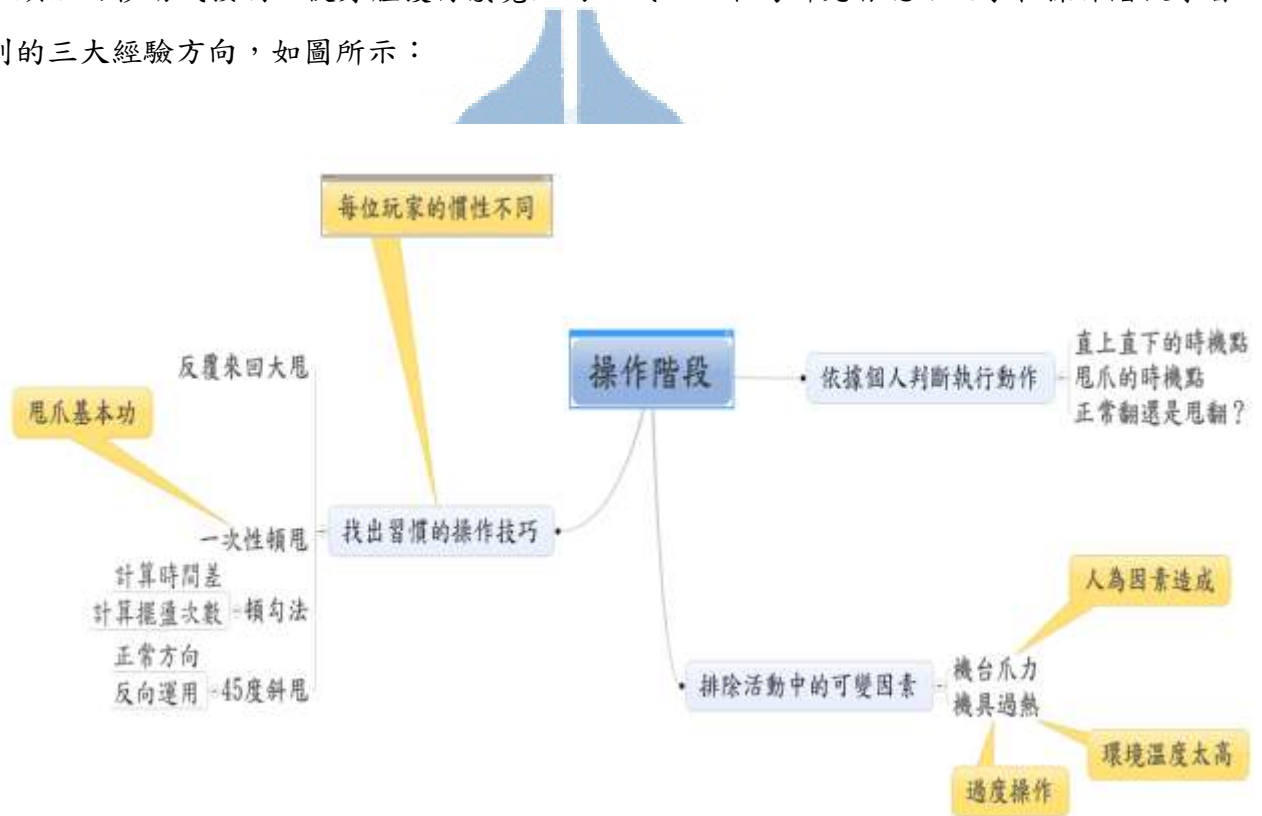 到的三大經驗方向，如圖所示：
每位玩家的慣性不同
操作階段
依據個人判斷執行動作
直上直下的時機點
甩爪的時機點
正常翻還是甩翻？
反覆來回大甩
甩爪基本功
一次性頓甩
找出習慣的操作技巧
計算時間差
計算擺盪次數
頓勾法
正常方向
反向運用
45度斜甩
排除活動中的可變因素
機台爪力
機具過熱
人為因素造成
環境溫度太高
過度操作